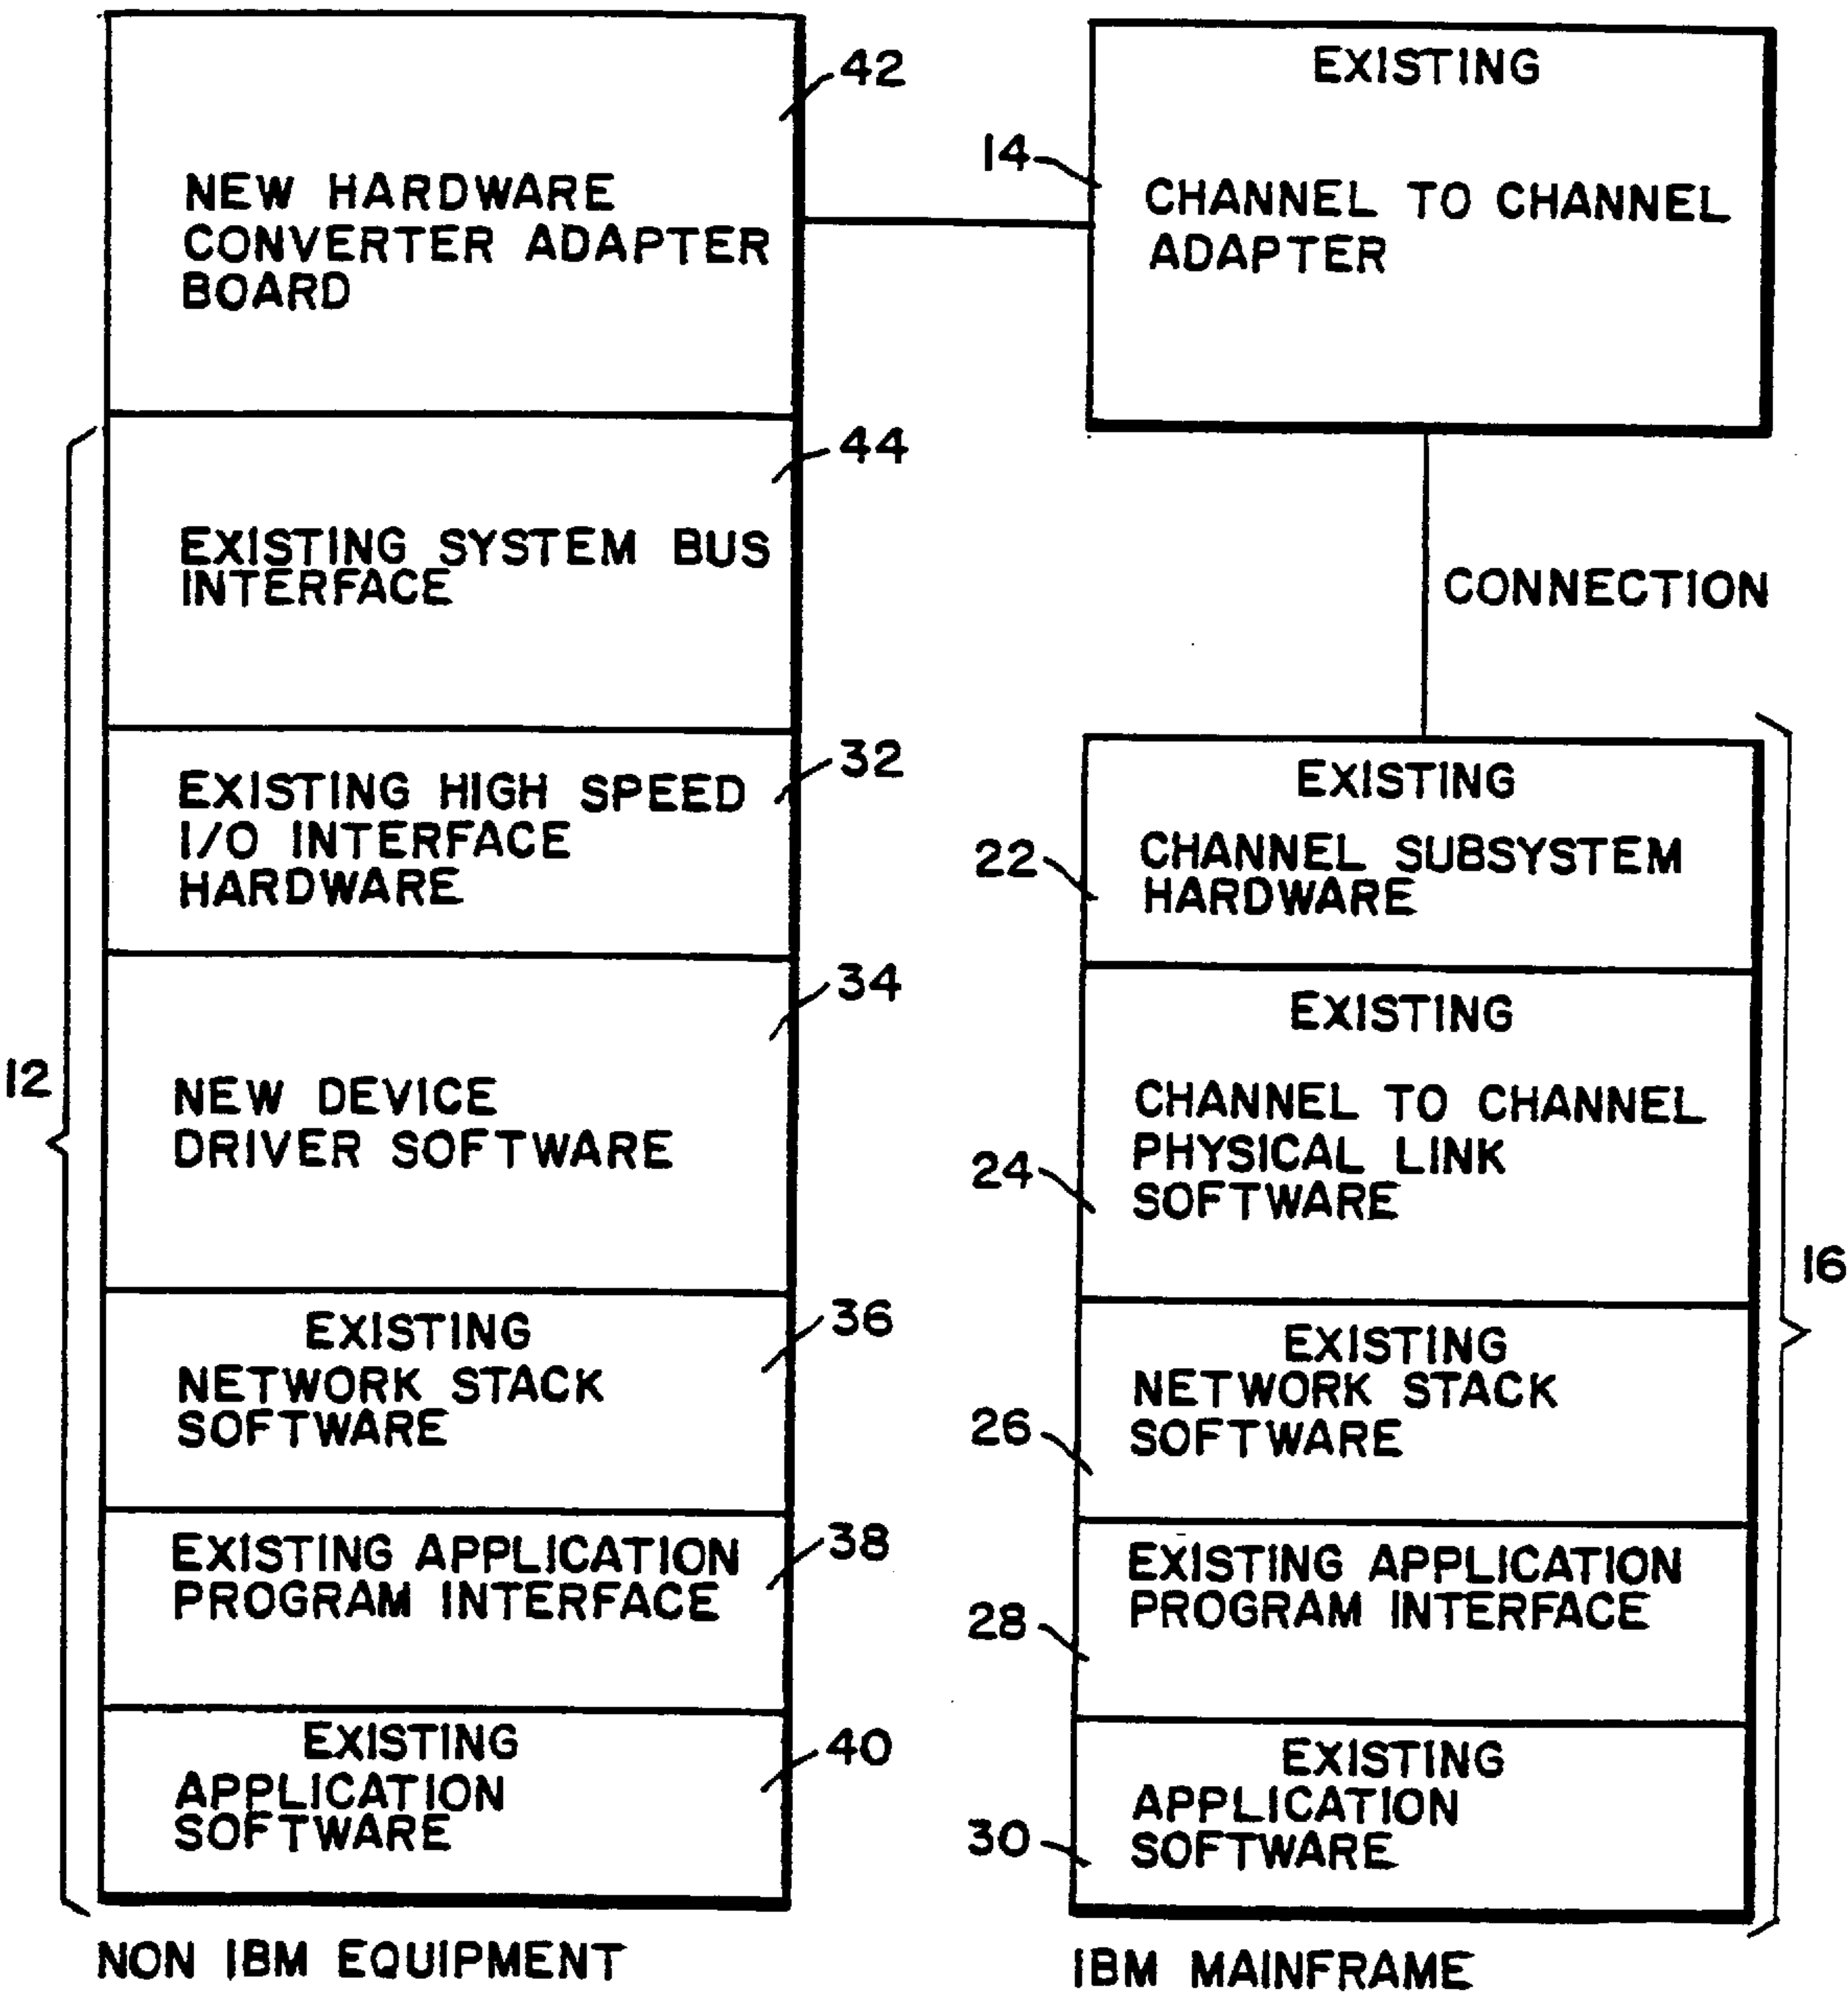 42
NEW HARDWARE
CONVERTER ADAPTER
BOARD
44
EXISTING SYSTEM BUS
INTERFACE
32
EXISTING HIGH SPEED
I/O INTERFACE
HARDWARE
34
NEW DEVICE
DRIVER SOFTWARE
12
36
EXISTING
NETWORK STACK
SOFTWARE
38
EXISTING APPLICATION
PROGRAM INTERFACE
40
EXISTING
APPLICATION
SOFTWARE
NON IBM EQUIPMENT
EXISTING
14
CHANNEL TO CHANNEL
ADAPTER
CONNECTION
EXISTING
22
CHANNEL SUBSYSTEM
HARDWARE
EXISTING
CHANNEL TO CHANNEL
PHYSICAL LINK
SOFTWARE
24
16
EXISTING
NETWORK STACK
SOFTWARE
26
EXISTING APPLICATION
PROGRAM INTERFACE
28
EXISTING
APPLICATION
SOFTWARE
30
IBM MAINFRAME